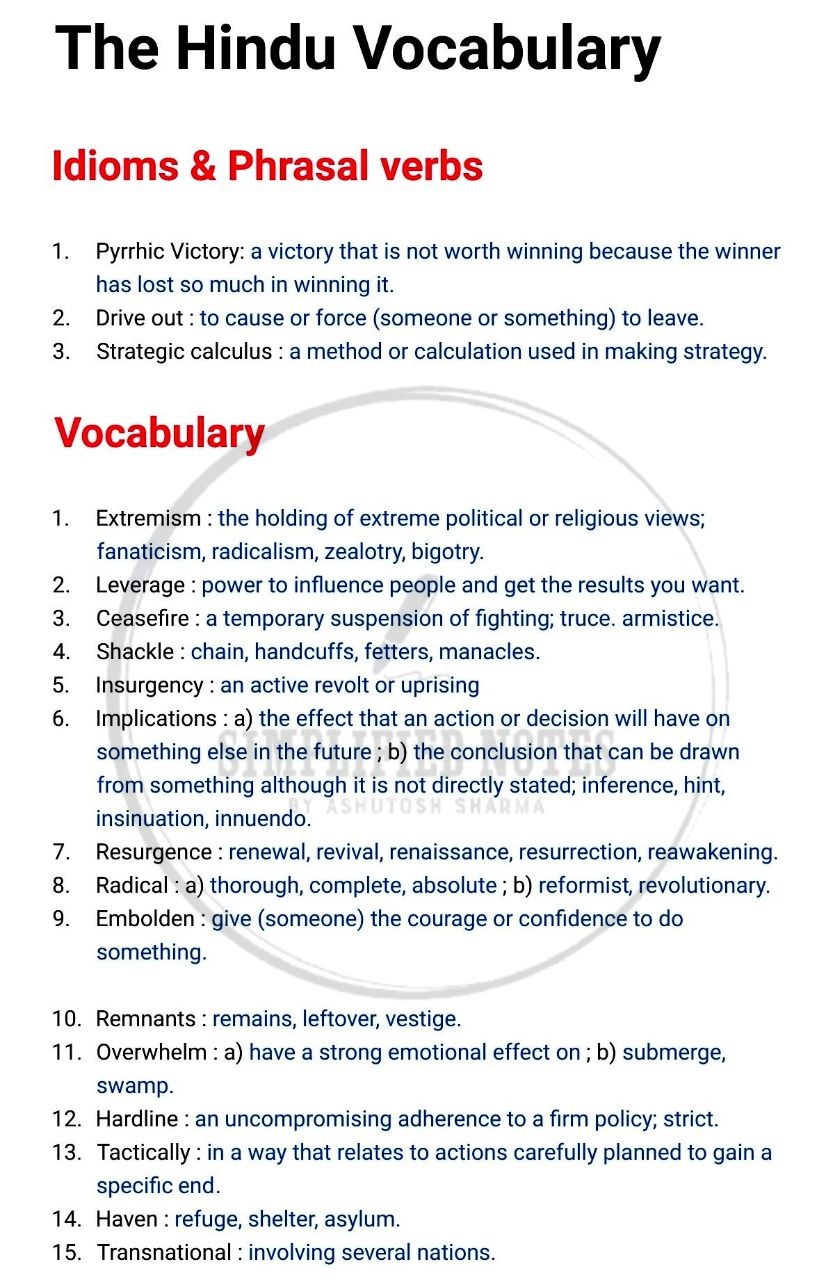 The Hindu Vocabulary
Idioms & Phrasal verbs
1. Pyrrhic Victory: a victory that is not worth winning because the winner
has lost so much in winning it.
2. Drive out : to cause or force (someone or something) to leave.
3. Strategic calculus : a method or calculation used in making strategy.
Vocabulary
1. Extremism : the holding of extreme political or religious views;
fanaticism, radicalism, zealotry, bigotry.
2. Leverage : power to influence people and get the results you want.
3. Ceasefire : a temporary suspension of fighting; truce. armistice.
4. Shackle : chain, handcuffs, fetters, manacles.
5. Insurgency : an active revolt or uprising
6. Implications : a) the effect that an action or decision will have on
something else in the future ; b) the conclusion that can be drawn
from something although it is not directly stated; inference, hint,
insinuation, innuendo.
SIMPLIFIED NOTES
BY ASHUTOSH SHARMA
7. Resurgence : renewal, revival, renaissance, resurrection, reawakening.
8. Radical : a) thorough, complete, absolute ; b) reformist, revolutionary.
9. Embolden : give (someone) the courage or confidence to do
something.
10. Remnants : remains, leftover, vestige.
11. Overwhelm : a) have a strong emotional effect on ; b) submerge,
swamp.
12. Hardline : an uncompromising adherence to a firm policy; strict.
13. Tactically : in a way that relates to actions carefully planned to gain a
specific end.
14. Haven : refuge, shelter, asylum.
15. Transnational : involving several nations.